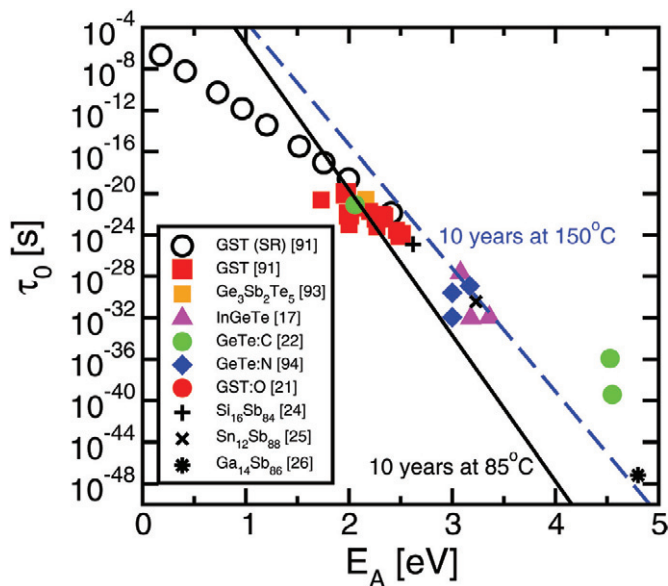 10⁻⁴
10⁻⁸
10⁻¹²
10⁻¹⁶
10⁻²⁰
10⁻²⁴
10⁻²⁸
10⁻³²
10⁻³⁶
10⁻⁴⁰
10⁻⁴⁴
10⁻⁴⁸
τ₀ [s]
GST (SR) [91]
GST [91]
Ge₃Sb₂Te₅ [93]
InGeTe [17]
GeTe:C [22]
GeTe:N [94]
GST:O [21]
Si₁₆Sb₈₄ [24]
Sn₁₂Sb₈₈ [25]
Ga₁₄Sb₈₆ [26]
10 years at 150°C
10 years at 85°C
0 1 2 3 4 5
E_A [eV]